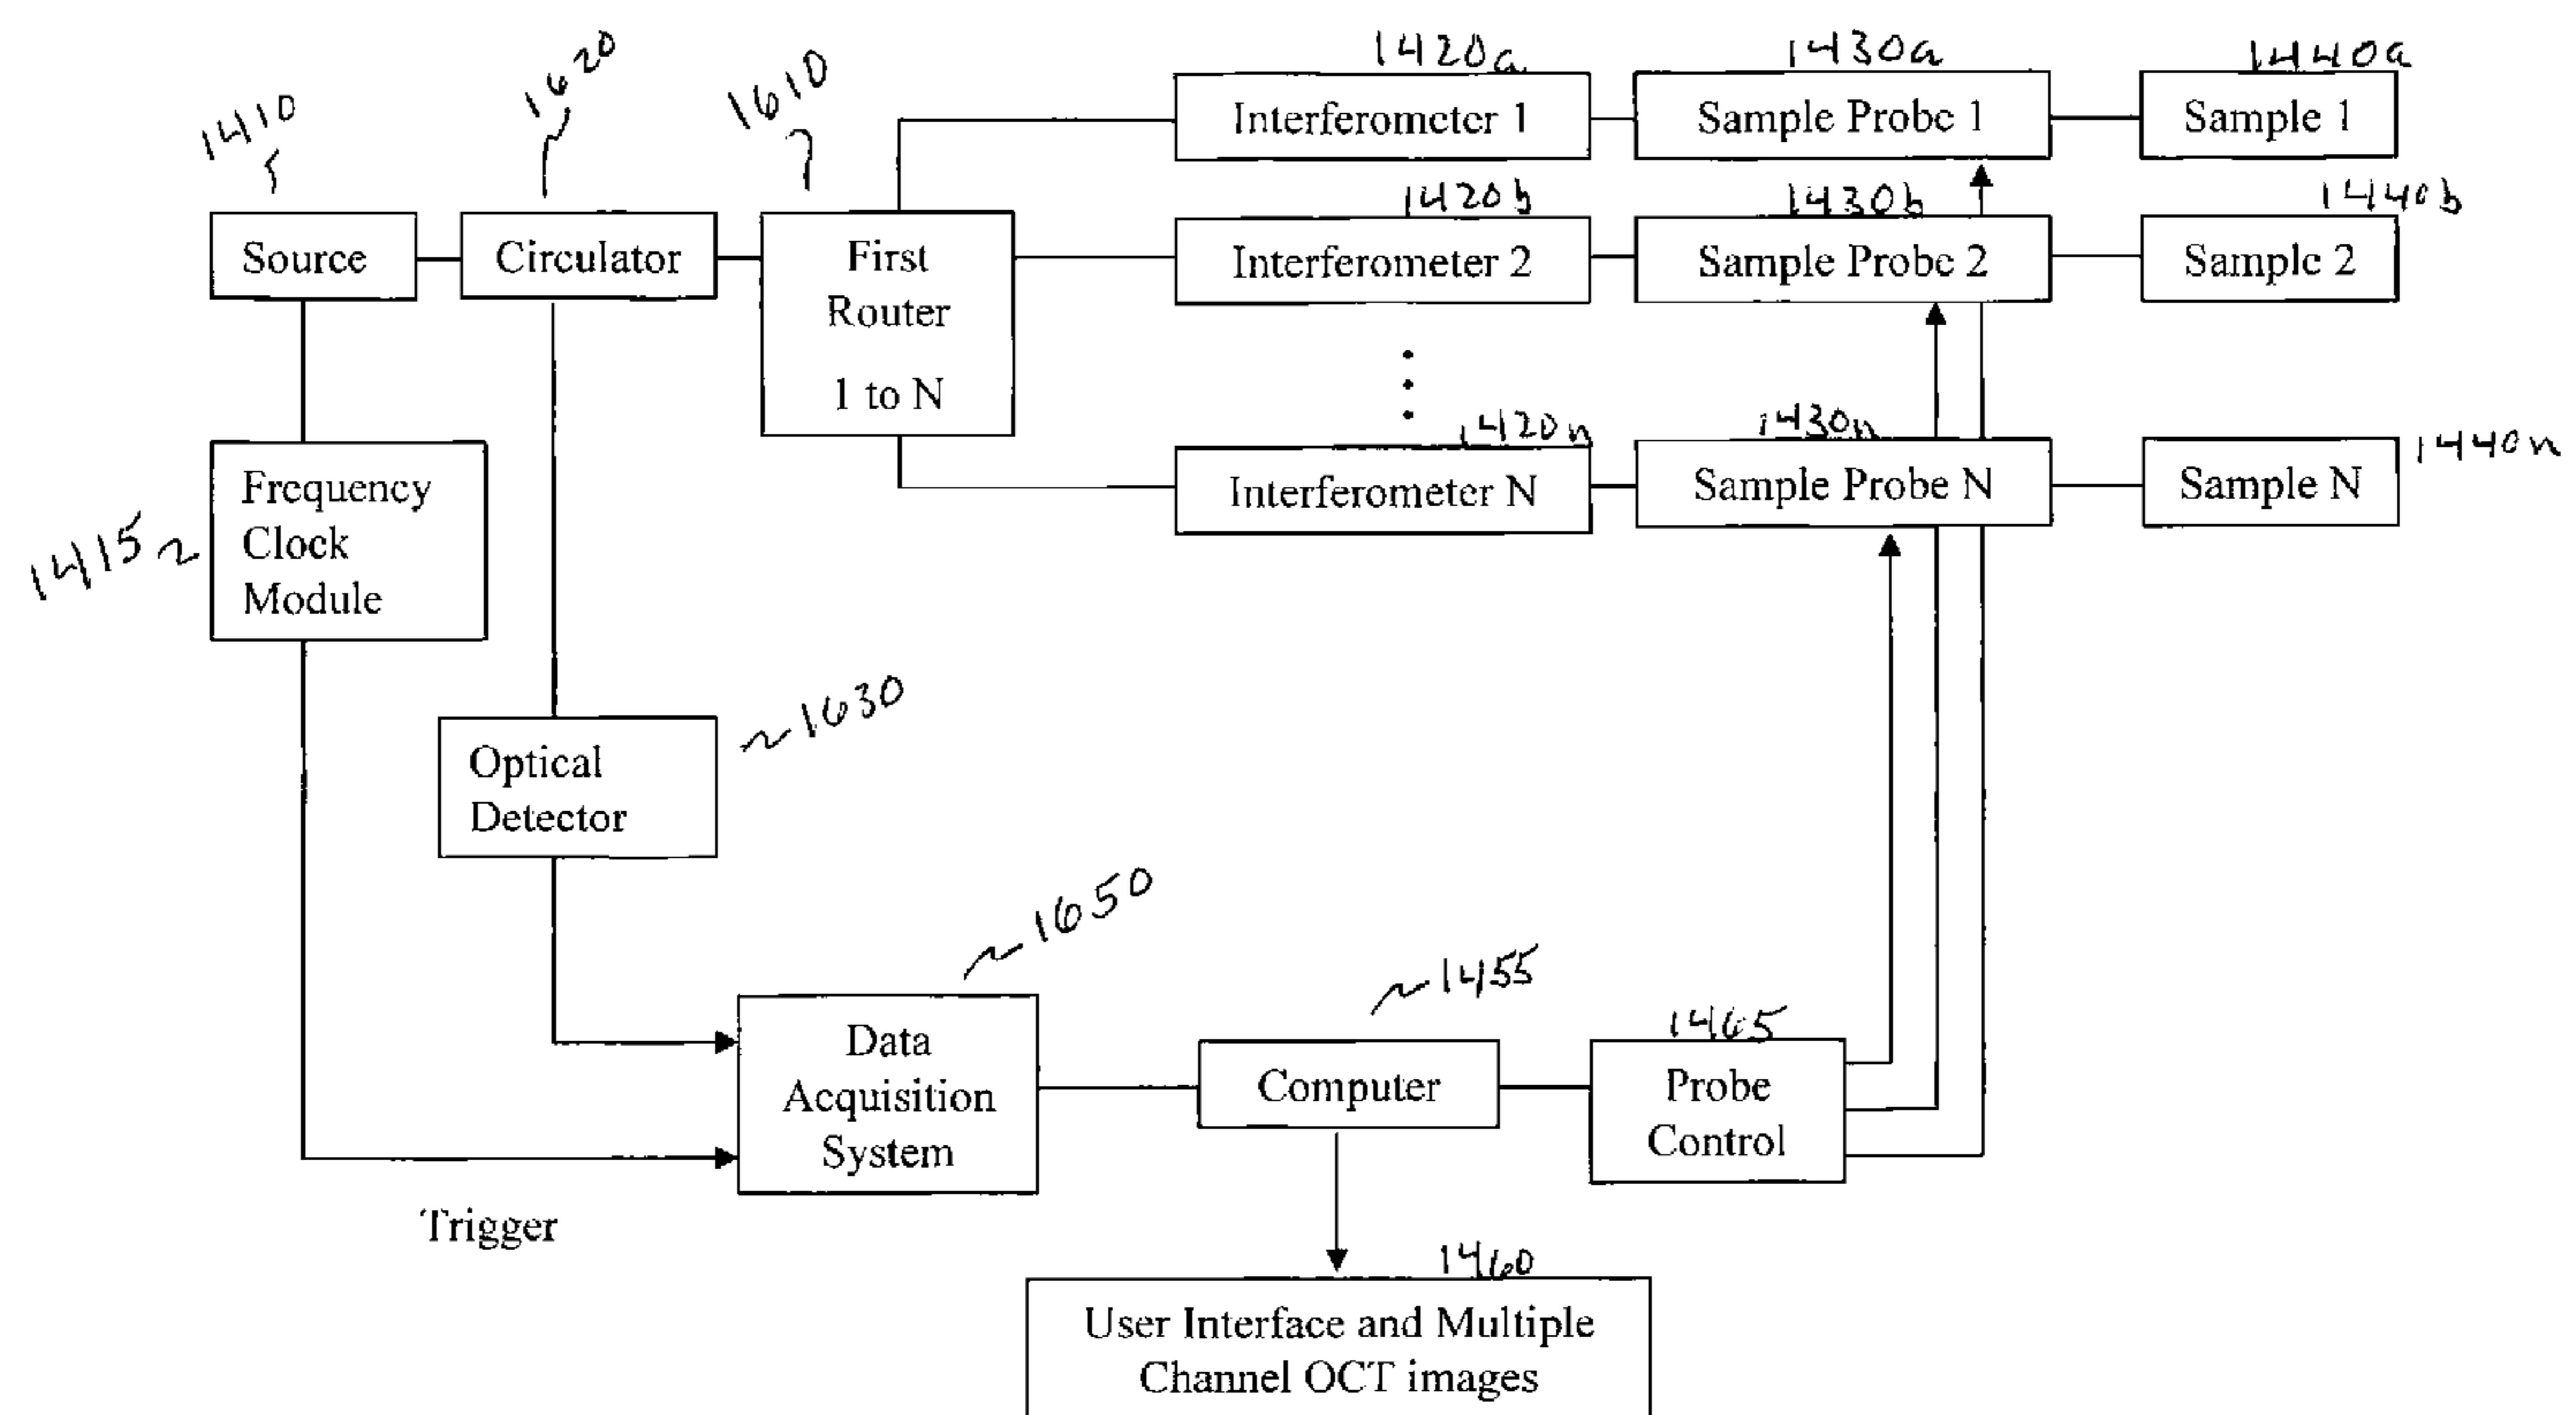 1410
1620
1610
1420a
1430a
1440a
Interferometer 1
Sample Probe 1
Sample 1
1420b
1430b
1440b
Source
Circulator
First
Router
1 to N
Interferometer 2
Sample Probe 2
Sample 2
1420n
1430n
1440n
Interferometer N
Sample Probe N
Sample N
1415
Frequency
Clock
Module
1630
Optical
Detector
1650
1455
1465
Data
Acquisition
System
Computer
Probe
Control
Trigger
1460
User Interface and Multiple
Channel OCT images